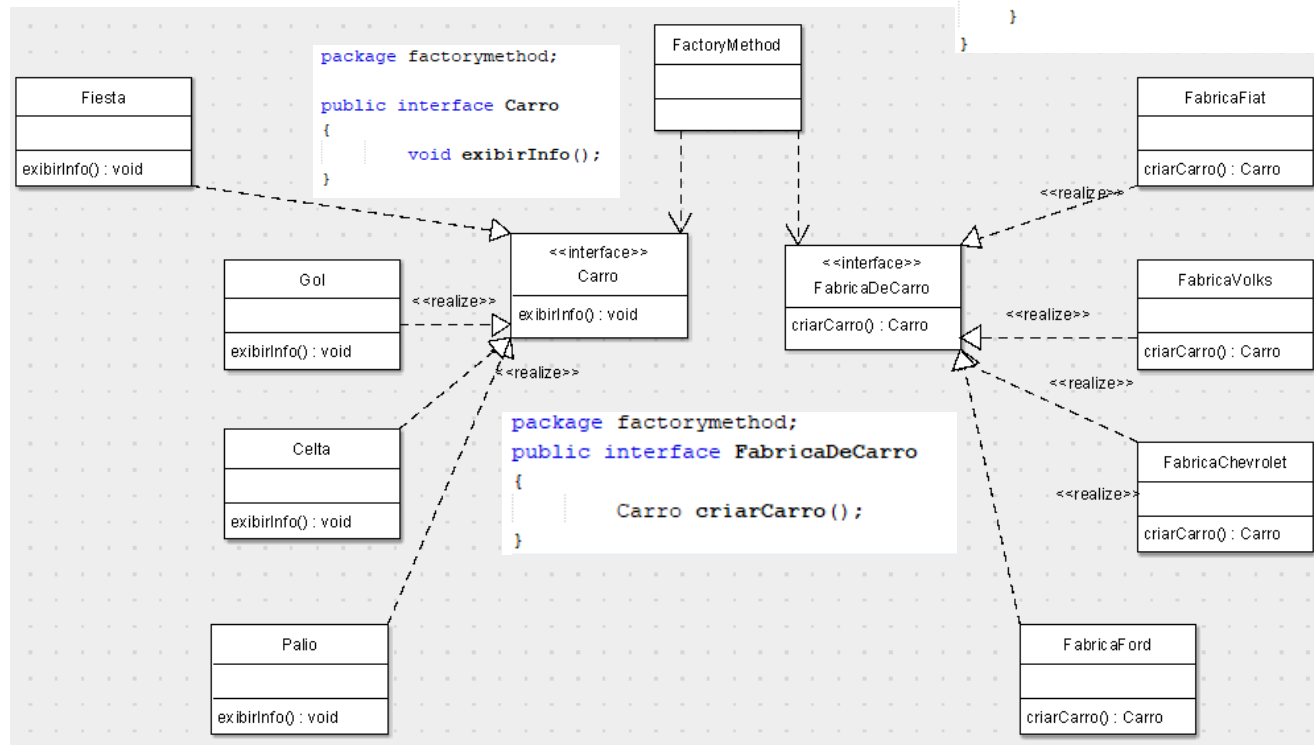 }
}
FactoryMethod
package factorymethod;
public interface Carro
{
void exibirInfo();
}
Fiesta
exibirInfo() : void
FabricaFiat
criarCarro() : Carro
<<realize>>
<<interface>>
Carro
exibirInfo() : void
<<interface>>
FabricaDeCarro
criarCarro() : Carro
Gol
exibirInfo() : void
<<realize>>
FabricaVolks
criarCarro() : Carro
<<realize>>
<<realize>>
<<realize>>
Celta
exibirInfo() : void
package factorymethod;
public interface FabricaDeCarro
{
Carro criarCarro();
}
FabricaChevrolet
criarCarro() : Carro
<<realize>>
Palio
exibirInfo() : void
FabricaFord
criarCarro() : Carro